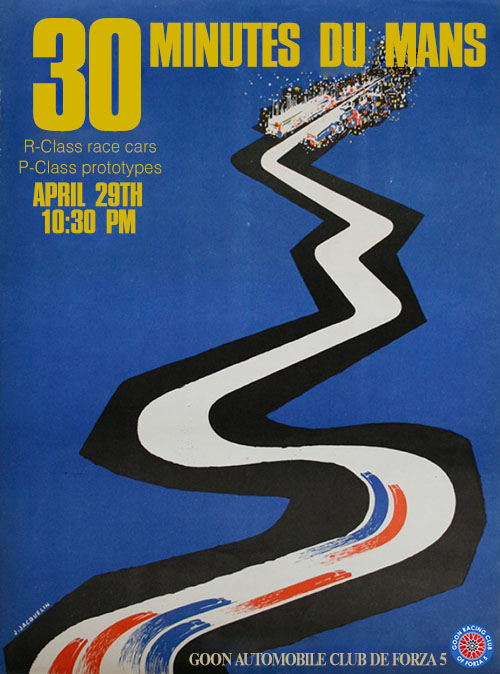 30 MINUTES DU MANS
R-Class race cars
P-Class prototypes
APRIL 29TH
10:30 PM
J. JACQUELIN
GOON AUTOMOBILE CLUB DE FORZA 5
GOON RACING CLUB
OF FORZA 5